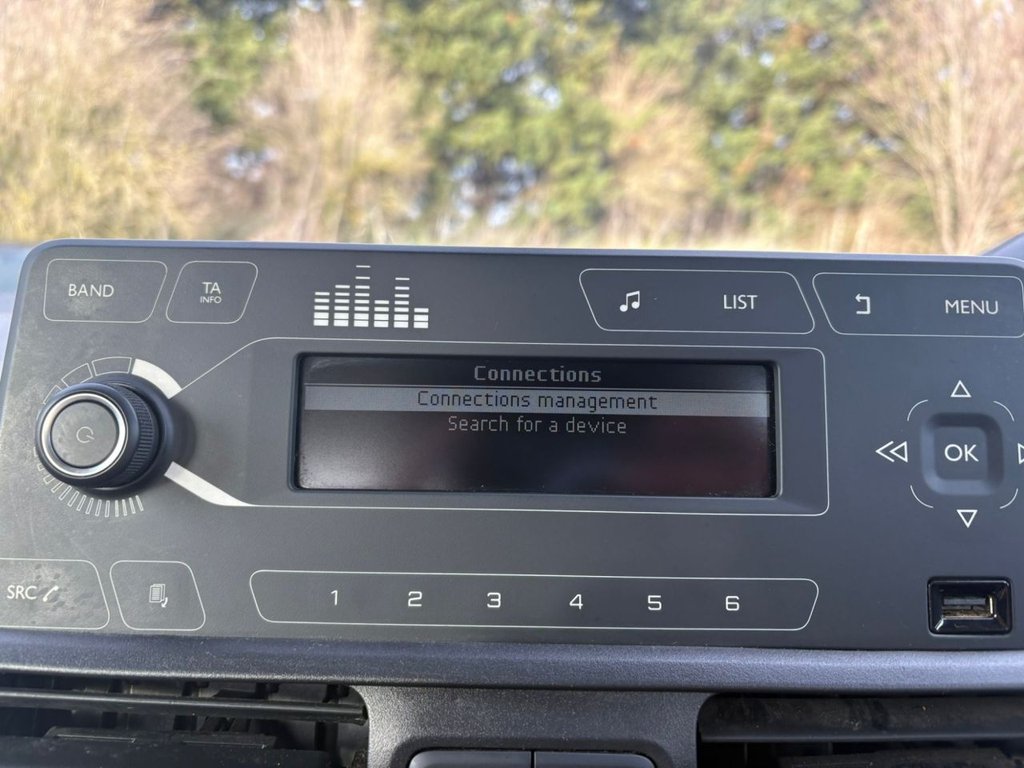 BAND
TA
INFO
LIST
MENU
Connections
Connections management
Search for a device
OK
SRC
1 2 3 4 5 6